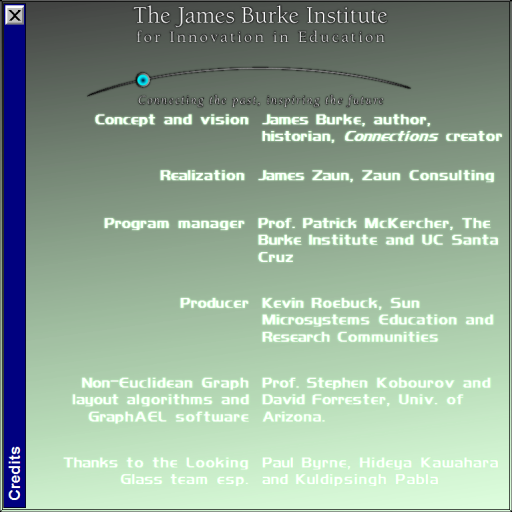 The James Burke Institute
for Innovation in Education
Connecting the past, inspiring the future
Concept and vision James Burke, author,
historian, Connections creator
Realization James Zaun, Zaun Consulting
Program manager Prof. Patrick McKercher, The
Burke Institute and UC Santa
Cruz
Producer Kevin Roebuck, Sun
Microsystems Education and
Research Communities
Non-Euclidean Graph Prof. Stephen Kobourov and
layout algorithms and David Forrester, Univ. of
GraphAEL software Arizona.
Thanks to the Looking Paul Byrne, Hideya Kawahara
Glass team esp. and Kuldipsingh Pabla
Credits